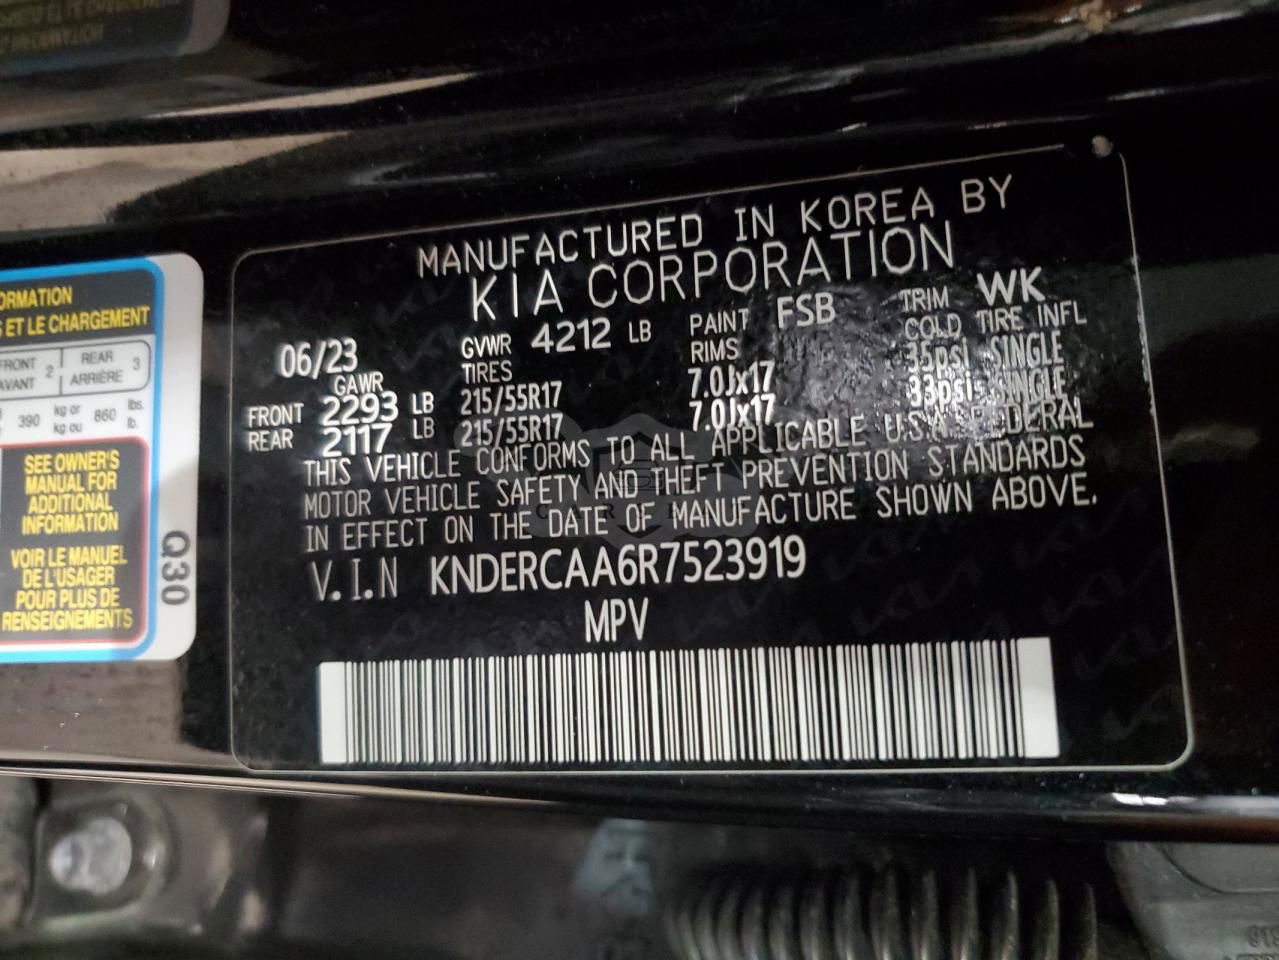 MANUFACTURED IN KOREA BY
KIA CORPORATION
06/23 GVWR 4212 LB PAINT FSB TRIM WK
GAWR TIRES RIMS COLD TIRE INFL
FRONT 2293 LB 215/55R17 7.0Jx17 35psi SINGLE
REAR 2117 LB 215/55R17 7.0Jx17 33psi SINGLE
THIS VEHICLE CONFORMS TO ALL APPLICABLE U.S.A FEDERAL
MOTOR VEHICLE SAFETY AND THEFT PREVENTION STANDARDS
IN EFFECT ON THE DATE OF MANUFACTURE SHOWN ABOVE.
V.I.N KNDERCAA6R7523919
MPV
ET LE CHARGEMENT
FRONT 2 REAR 3
ARRIÈRE
390 kg or 860 lbs.
kg ou lb.
SEE OWNER'S
MANUAL FOR
ADDITIONAL
INFORMATION
VOIR LE MANUEL
DE L'USAGER
POUR PLUS DE
RENSEIGNEMENTS
Q30